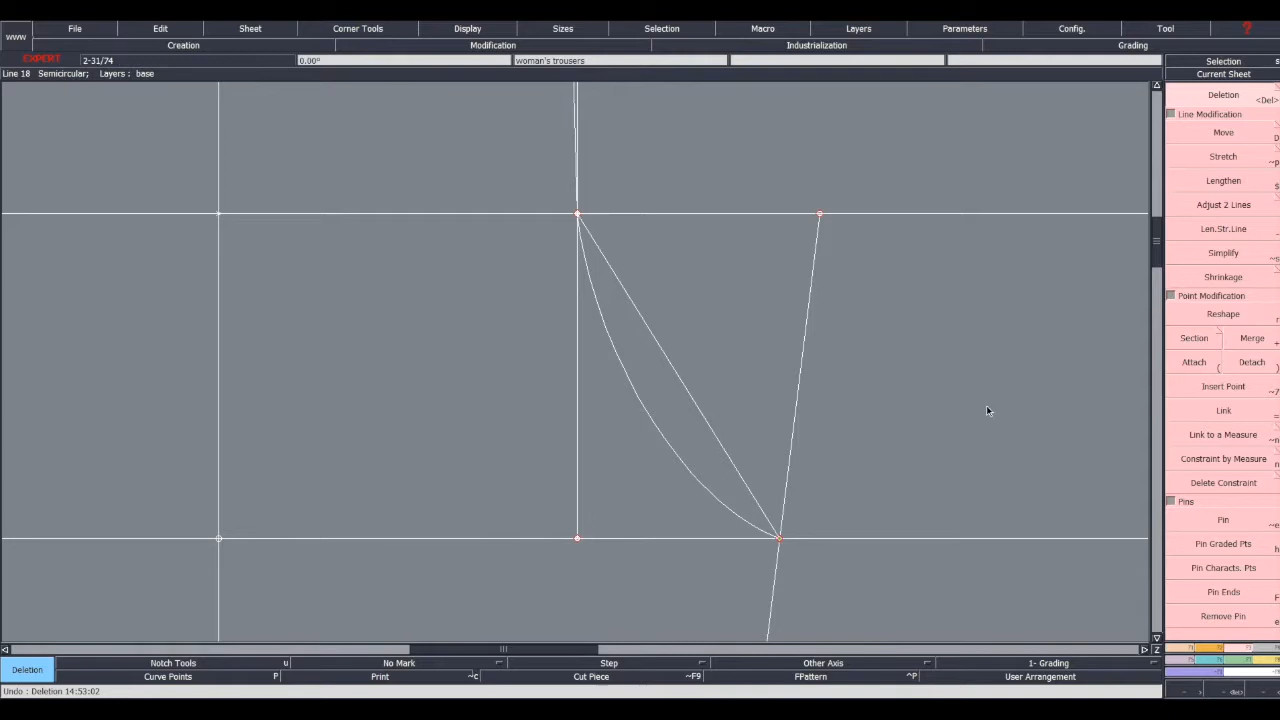 www File Edit Sheet Corner Tools Display Sizes Selection Macro Layers Parameters Config. Tool ?
Creation Modification Industrialization Grading
EXPERT 2-31/74 0.00º woman's trousers Selection s
Line 18 Semicircular; Layers : base Current Sheet
Deletion <Del>
Line Modification
Move D
Stretch ~p
Lengthen s
Adjust 2 Lines
Len.Str.Line -
Simplify ~s
Shrinkage
Point Modification
Reshape r
Section Merge +
Attach ( Detach )
Insert Point ~7
Link =
Link to a Measure ~n
Constraint by Measure n
Delete Constraint
Pins
Pin ~e
Pin Graded Pts h
Pin Characts. Pts
Pin Ends F
Remove Pin e
Z
Deletion Notch Tools u No Mark Step Other Axis 1- Grading
Curve Points P Print ~c Cut Piece ~F9 FPattern ^P User Arrangement
Undo : Deletion 14:53:02